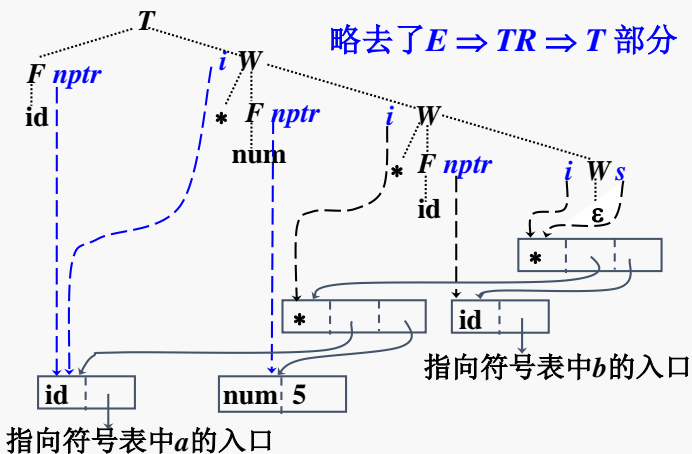 T
略去了E ⇒ TR ⇒ T 部分
F nptr
i W
id
* F nptr
i W
num
* F nptr
i W s
id
ε
*
*
id
指向符号表中b的入口
id
num 5
指向符号表中a的入口